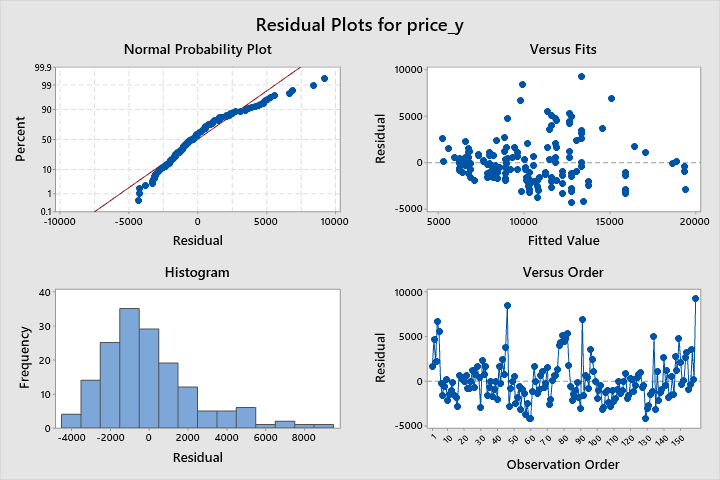 Residual Plots for price_y
Normal Probability Plot
99.9
99
90
50
10
1
0.1
Percent
-10000 -5000 0 5000 10000
Residual
Versus Fits
10000
5000
0
-5000
Residual
5000 10000 15000 20000
Fitted Value
Histogram
40
30
20
10
0
Frequency
-4000 -2000 0 2000 4000 6000 8000
Residual
Versus Order
10000
5000
0
-5000
Residual
1 10 20 30 40 50 60 70 80 90 100 110 120 130 140 150
Observation Order